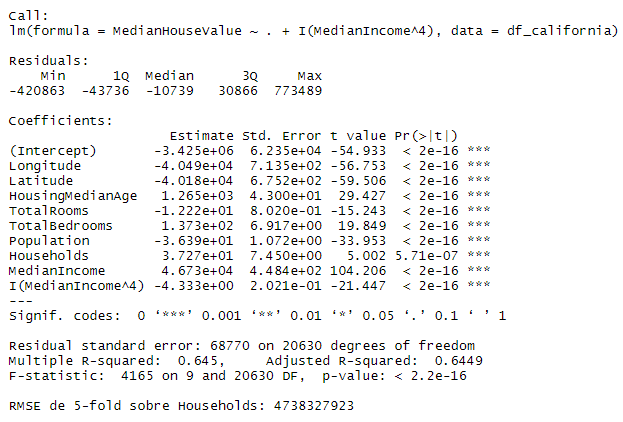 Call:
lm(formula = MedianHouseValue ~ . + I(MedianIncome^4), data = df_california)
Residuals:
Min 1Q Median 3Q Max
-420863 -43736 -10739 30866 773489
Coefficients:
Estimate Std. Error t value Pr(>|t|)
(Intercept) -3.425e+06 6.235e+04 -54.933 < 2e-16 ***
Longitude -4.049e+04 7.135e+02 -56.753 < 2e-16 ***
Latitude -4.018e+04 6.752e+02 -59.506 < 2e-16 ***
HousingMedianAge 1.265e+03 4.300e+01 29.427 < 2e-16 ***
TotalRooms -1.222e+01 8.020e-01 -15.243 < 2e-16 ***
TotalBedrooms 1.373e+02 6.917e+00 19.849 < 2e-16 ***
Population -3.639e+01 1.072e+00 -33.953 < 2e-16 ***
Households 3.727e+01 7.450e+00 5.002 5.71e-07 ***
MedianIncome 4.673e+04 4.484e+02 104.206 < 2e-16 ***
I(MedianIncome^4) -4.333e+00 2.021e-01 -21.447 < 2e-16 ***
---
Signif. codes: 0 ‘***’ 0.001 ‘**’ 0.01 ‘*’ 0.05 ‘.’ 0.1 ‘ ’ 1
Residual standard error: 68770 on 20630 degrees of freedom
Multiple R-squared: 0.645, Adjusted R-squared: 0.6449
F-statistic: 4165 on 9 and 20630 DF, p-value: < 2.2e-16
RMSE de 5-fold sobre Households: 4738327923